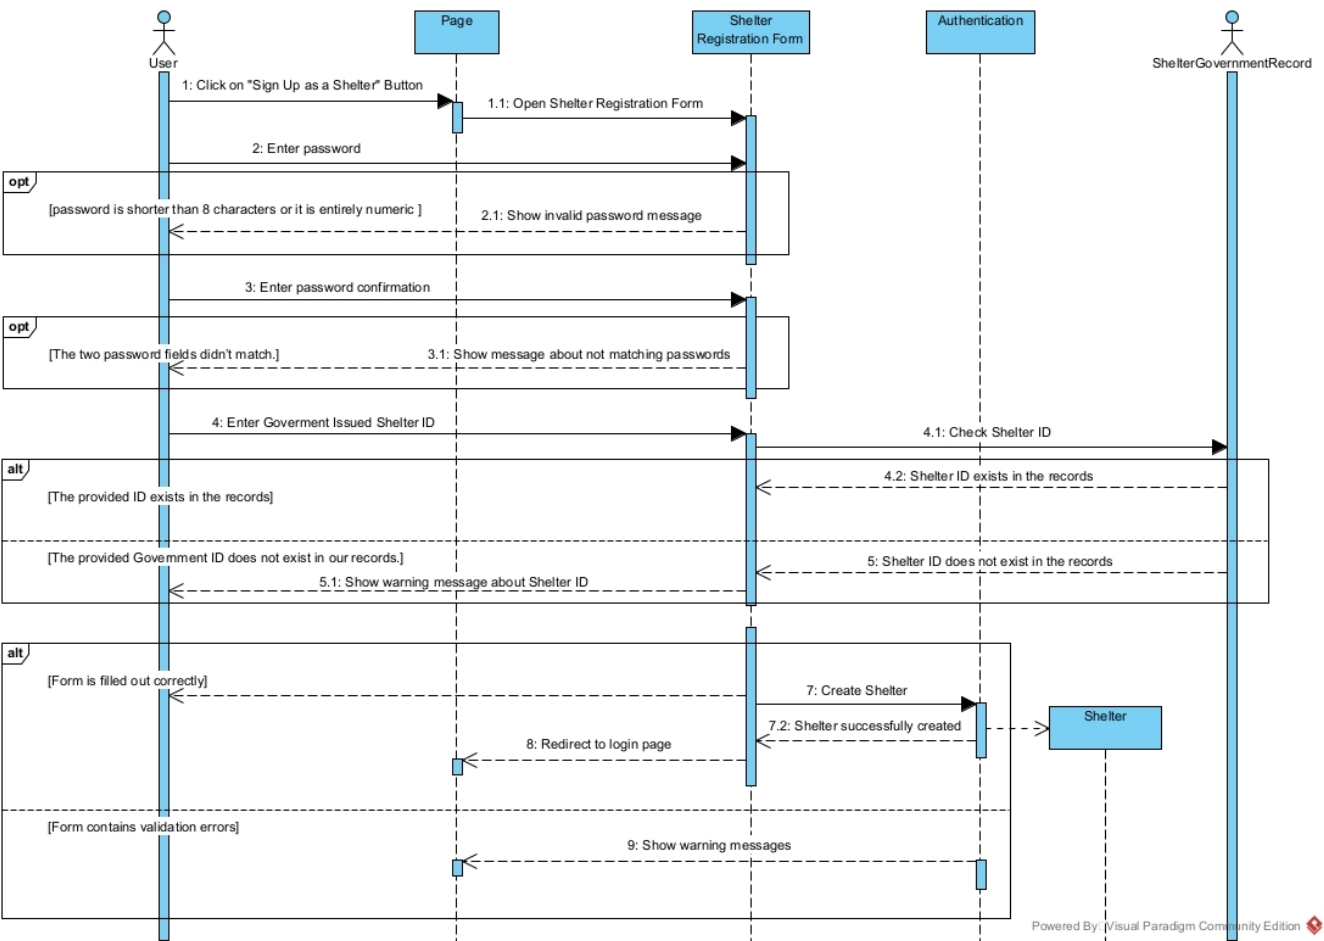 Page
Shelter
Registration Form
Authentication
User
ShelterGovernmentRecord
1: Click on "Sign Up as a Shelter" Button
1.1: Open Shelter Registration Form
2: Enter password
opt
[password is shorter than 8 characters or it is entirely numeric ]
2.1: Show invalid password message
3: Enter password confirmation
opt
[The two password fields didn't match.]
3.1: Show message about not matching passwords
4: Enter Goverment Issued Shelter ID
4.1: Check Shelter ID
alt
4.2: Shelter ID exists in the records
[The provided ID exists in the records]
[The provided Government ID does not exist in our records.]
5: Shelter ID does not exist in the records
5.1: Show warning message about Shelter ID
alt
[Form is filled out correctly]
7: Create Shelter
Shelter
7.2: Shelter successfully created
8: Redirect to login page
[Form contains validation errors]
9: Show warning messages
Powered By: Visual Paradigm Community Edition